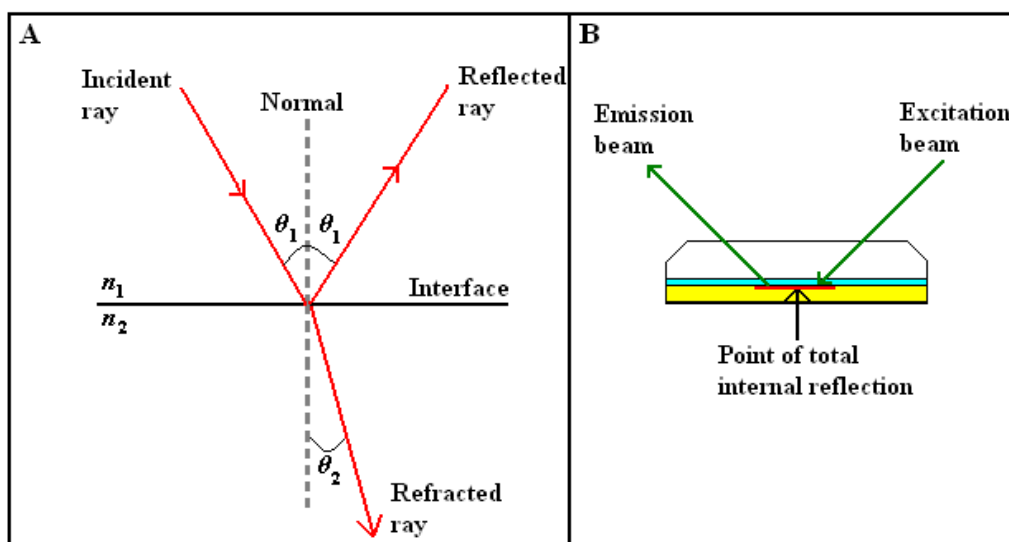 A
Incident
ray
Normal
Reflected
ray
θ1
θ1
n1
Interface
n2
θ2
Refracted
ray
B
Emission
beam
Excitation
beam
Point of total
internal reflection